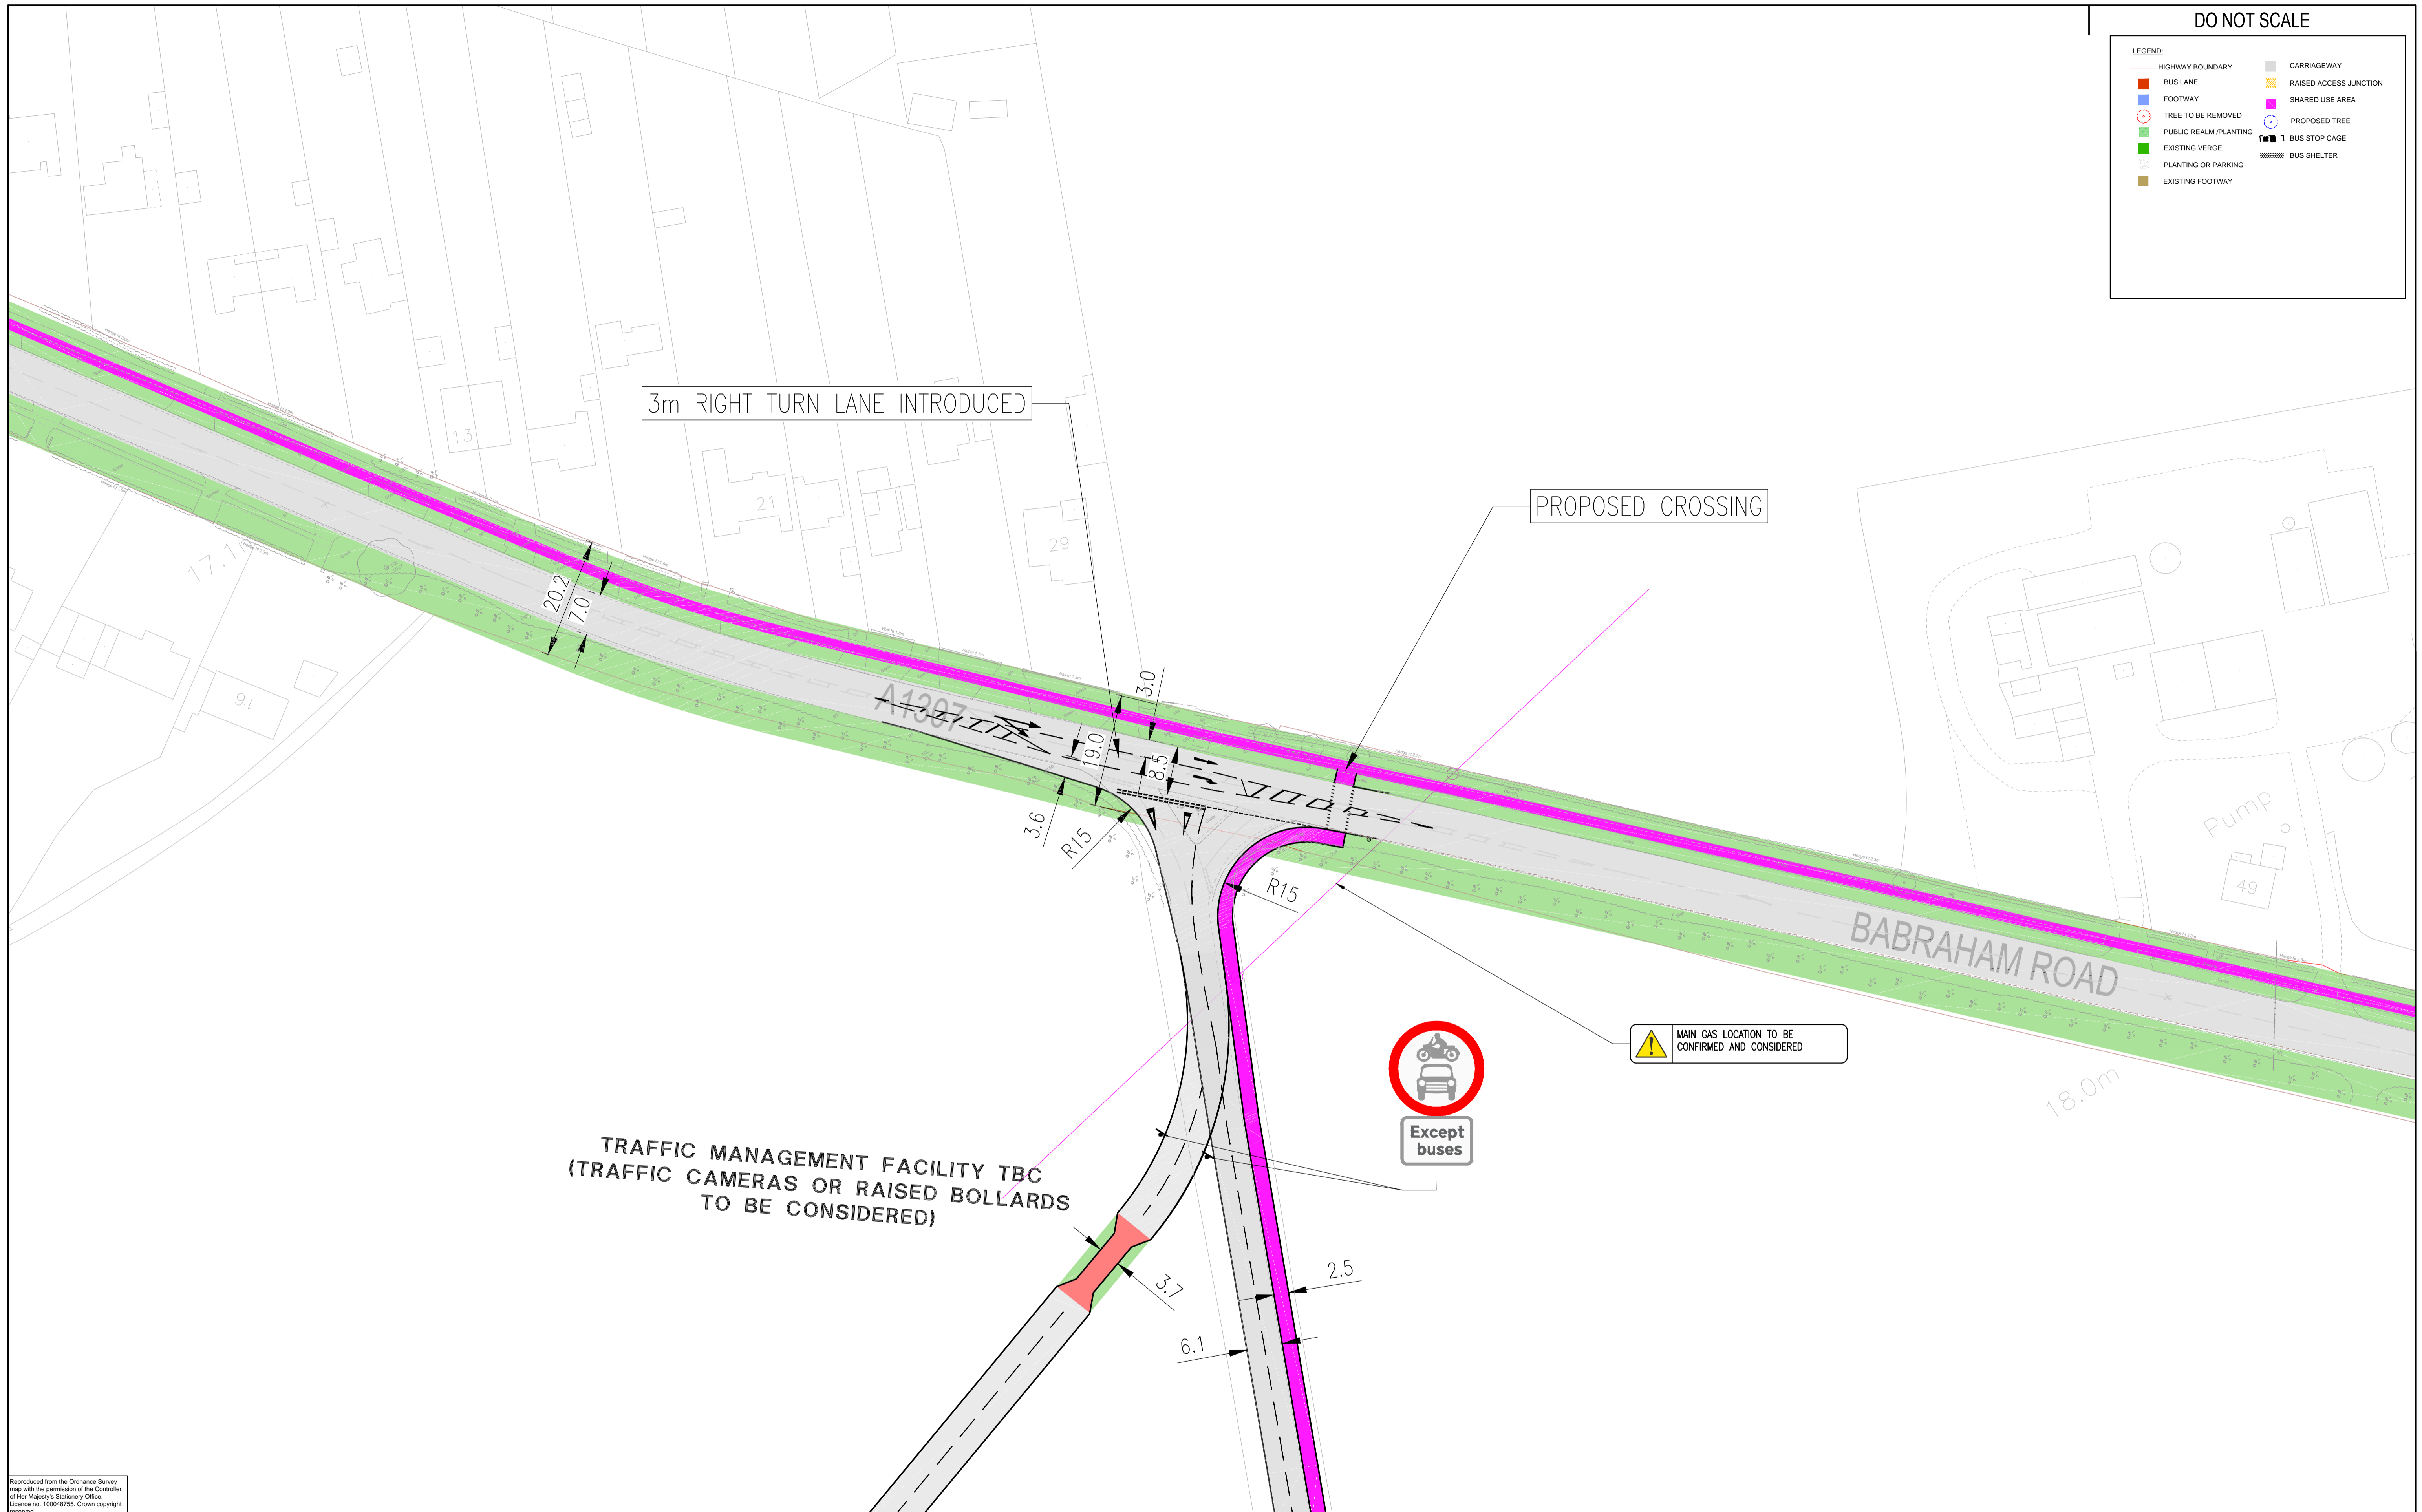 DO NOT SCALE
LEGEND:
HIGHWAY BOUNDARY
BUS LANE
FOOTWAY
TREE TO BE REMOVED
PUBLIC REALM /PLANTING
EXISTING VERGE
PLANTING OR PARKING
EXISTING FOOTWAY
CARRIAGEWAY
RAISED ACCESS JUNCTION
SHARED USE AREA
PROPOSED TREE
BUS STOP CAGE
BUS SHELTER
3m RIGHT TURN LANE INTRODUCED
PROPOSED CROSSING
13
21
29
16
20.2
7.0
A1307
3.0
19.0
8.5
3.6
R15
R15
Pump
49
BABRAHAM ROAD
18.0m
MAIN GAS LOCATION TO BE
CONFIRMED AND CONSIDERED
Except
buses
TRAFFIC MANAGEMENT FACILITY TBC
(TRAFFIC CAMERAS OR RAISED BOLLARDS
TO BE CONSIDERED)
3.7
2.5
6.1
Reproduced from the Ordnance Survey
map with the permission of the Controller
of Her Majesty's Stationery Office.
Licence no. 100048755. Crown copyright
reserved